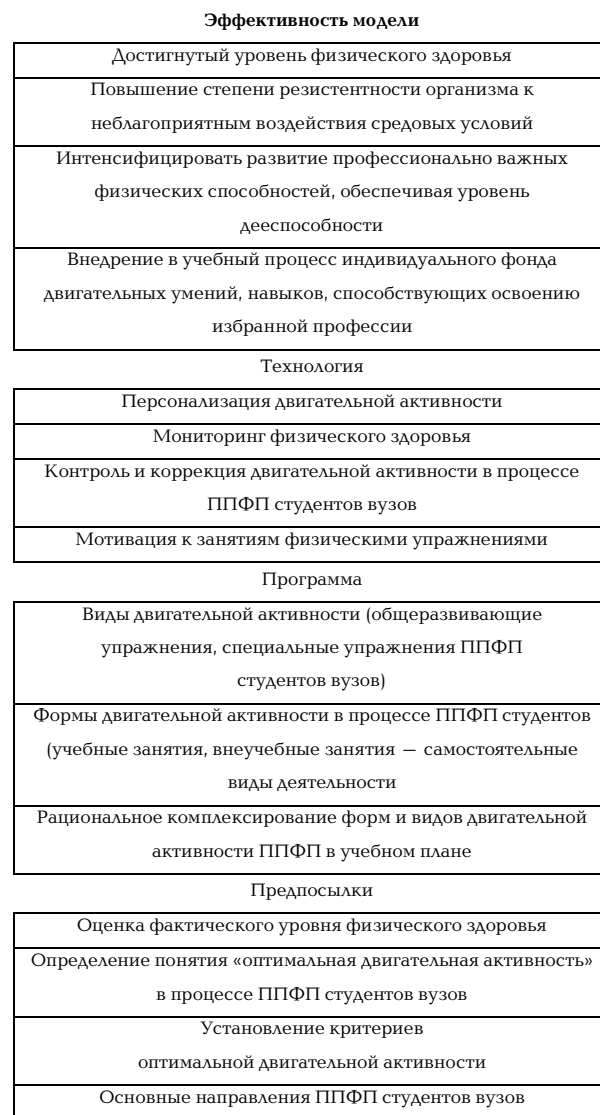 Эффективность модели
Достигнутый уровень физического здоровья
Повышение степени резистентности организма к
неблагоприятным воздействия средовых условий
Интенсифицировать развитие профессионально важных
физических способностей, обеспечивая уровень
дееспособности
Внедрение в учебный процесс индивидуального фонда
двигательных умений, навыков, способствующих освоению
избранной профессии
Технология
Персонализация двигательной активности
Мониторинг физического здоровья
Контроль и коррекция двигательной активности в процессе
ППФП студентов вузов
Мотивация к занятиям физическими упражнениями
Программа
Виды двигательной активности (общеразвивающие
упражнения, специальные упражнения ППФП
студентов вузов)
Формы двигательной активности в процессе ППФП студентов
(учебные занятия, внеучебные занятия — самостоятельные
виды деятельности
Рациональное комплексирование форм и видов двигательной
активности ППФП в учебном плане
Предпосылки
Оценка фактического уровня физического здоровья
Определение понятия «оптимальная двигательная активность»
в процессе ППФП студентов вузов
Установление критериев
оптимальной двигательной активности
Основные направления ППФП студентов вузов